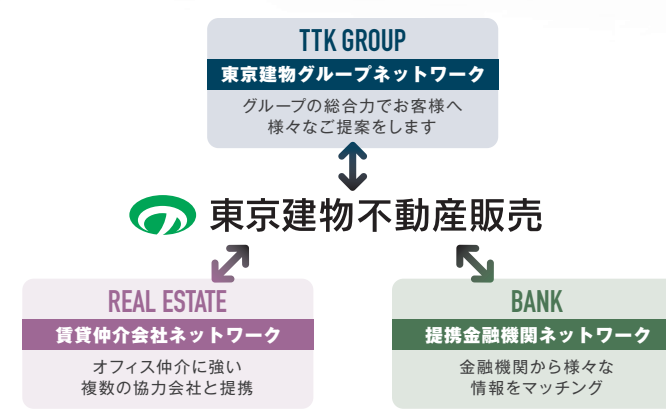 TTK GROUP
東京建物グループネットワーク
グループの総合力でお客様へ
様々なご提案をします
東京建物不動産販売
REAL ESTATE
賃貸仲介会社ネットワーク
オフィス仲介に強い
複数の協力会社と提携
BANK
提携金融機関ネットワーク
金融機関から様々な
情報をマッチング